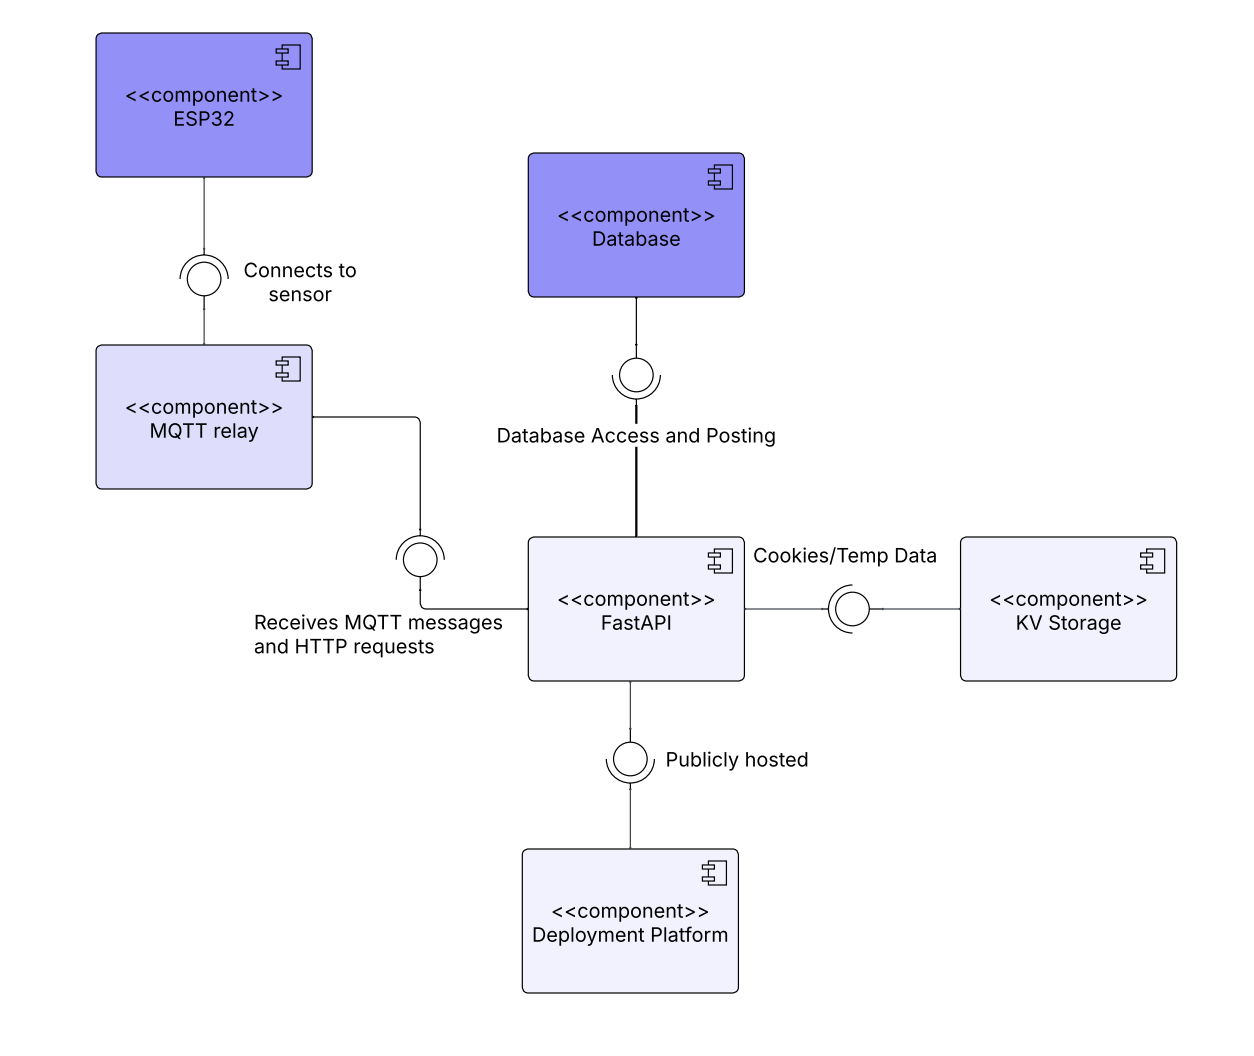 <<component>>
ESP32
<<component>>
Database
Connects to
sensor
<<component>>
MQTT relay
Database Access and Posting
Cookies/Temp Data
<<component>>
FastAPI
<<component>>
KV Storage
Receives MQTT messages
and HTTP requests
Publicly hosted
<<component>>
Deployment Platform